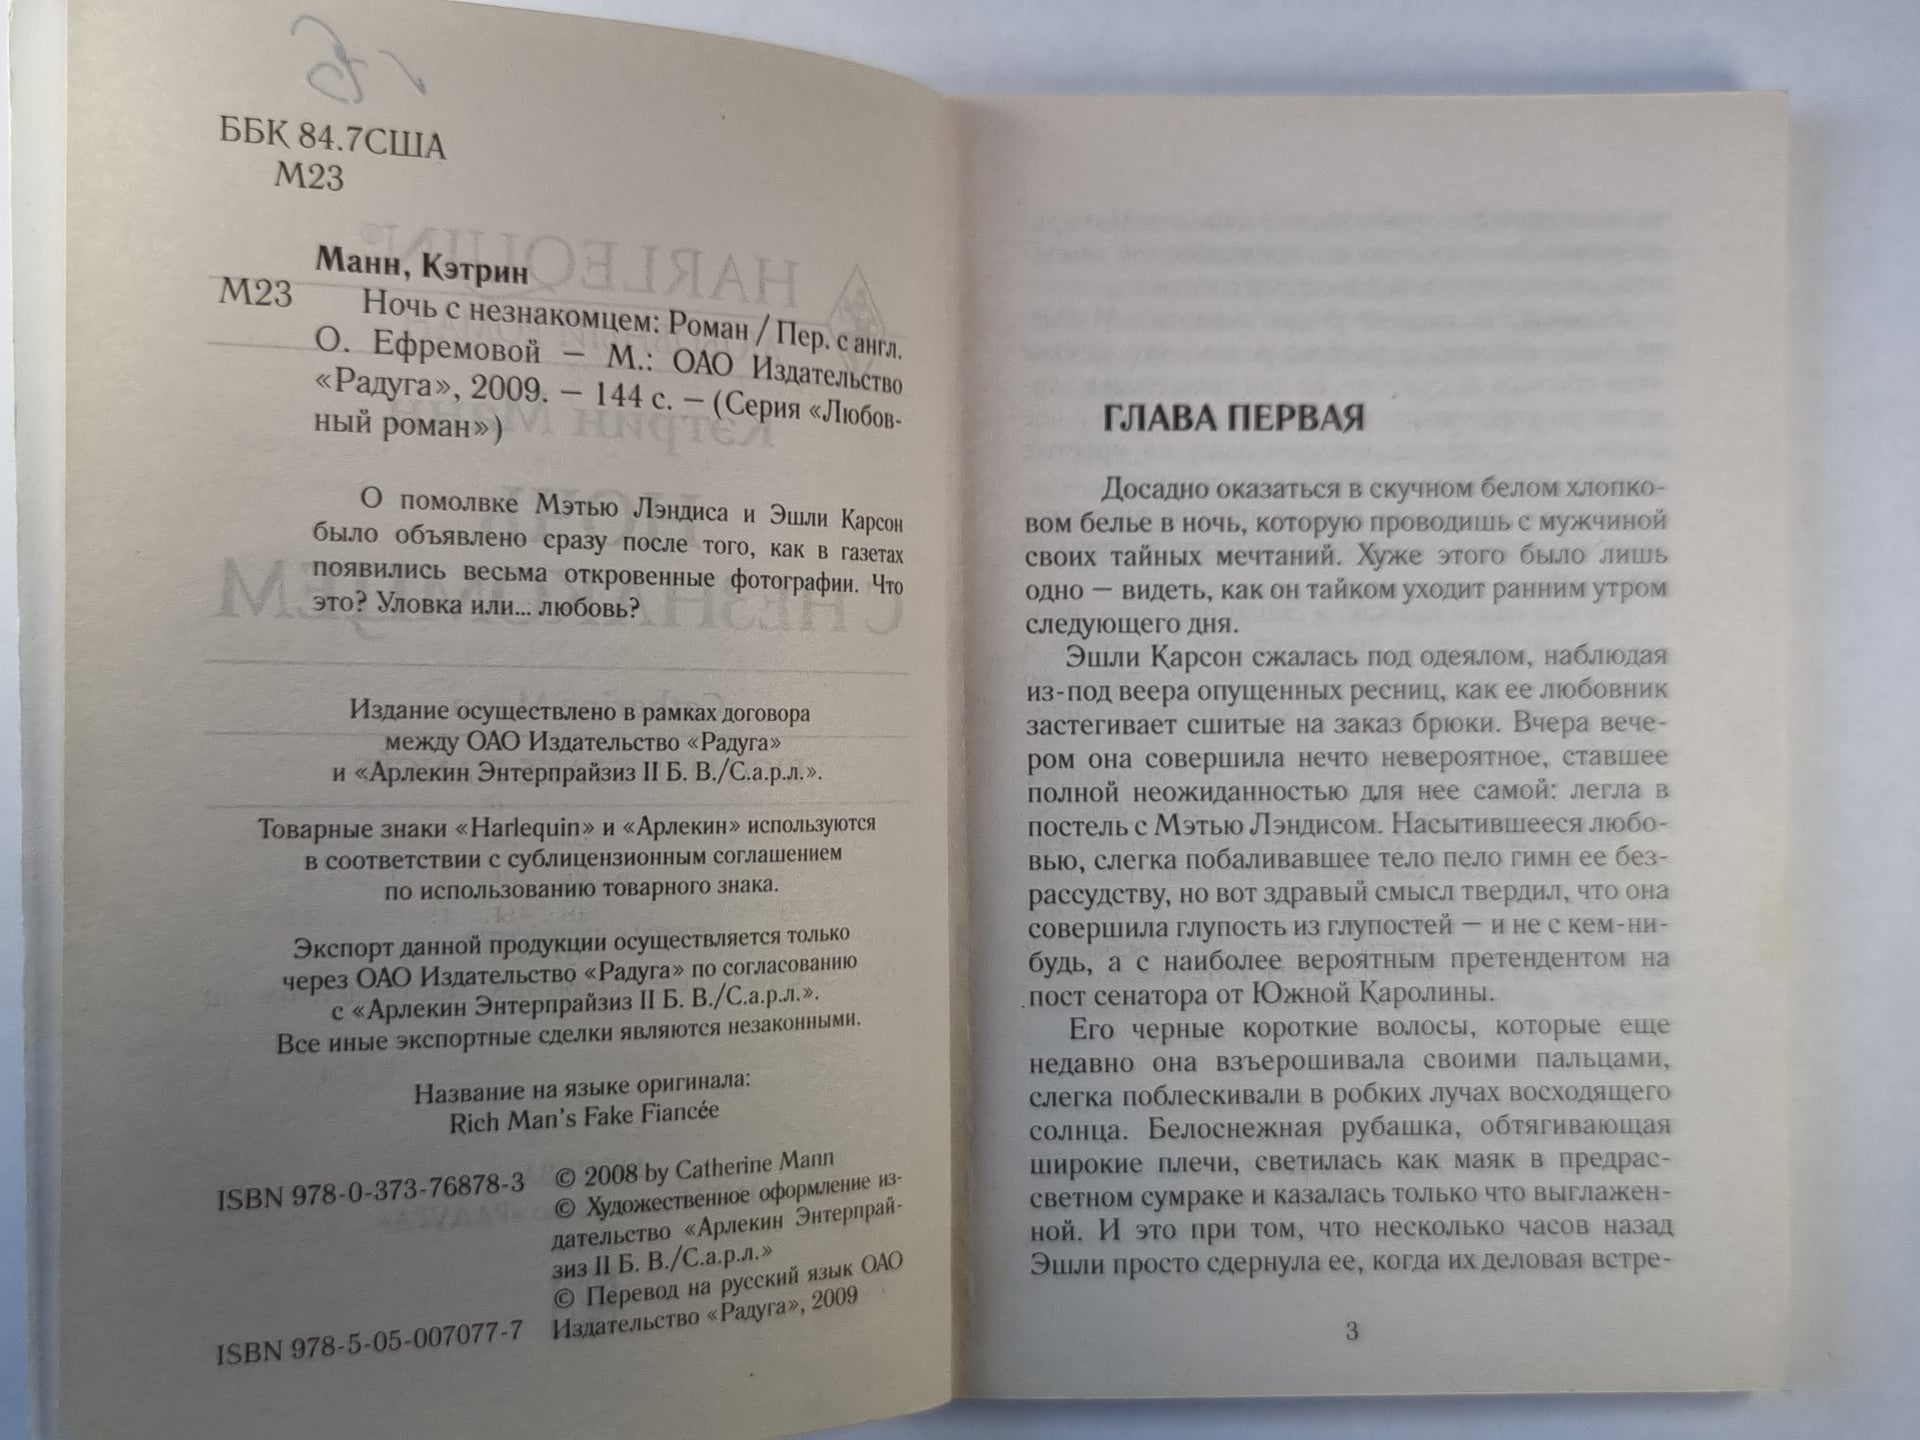 ББК 84.7США
М23
Манн, Кэтрин
М23 Ночь с незнакомцем: Роман / Пер. с англ.
О. Ефремовой — М.: ОАО Издательство
«Радуга», 2009. — 144 с. — (Серия «Любов-
ный роман»)
О помолвке Мэтью Лэндиса и Эшли Карсон
было объявлено сразу после того, как в газетах
появились весьма откровенные фотографии. Что
это? Уловка или... любовь?
Издание осуществлено в рамках договора
между ОАО Издательство «Радуга»
и «Арлекин Энтерпрайзиз II Б. В./С.а.р.л.».
Товарные знаки «Harlequin» и «Арлекин» используются
в соответствии с сублицензионным соглашением
по использованию товарного знака.
Экспорт данной продукции осуществляется только
через ОАО Издательство «Радуга» по согласованию
с «Арлекин Энтерпрайзиз II Б. В./С.а.р.л.».
Все иные экспортные сделки являются незаконными.
Название на языке оригинала:
Rich Man's Fake Fiancée
ISBN 978-0-373-76878-3 © 2008 by Catherine Mann
© Художественное оформление из-
дательство «Арлекин Энтерпрай-
зиз II Б. В./С.а.р.л.»
© Перевод на русский язык ОАО
ISBN 978-5-05-007077-7 Издательство «Радуга», 2009
ГЛАВА ПЕРВАЯ
Досадно оказаться в скучном белом хлопко-
вом белье в ночь, которую проводишь с мужчиной
своих тайных мечтаний. Хуже этого было лишь
одно — видеть, как он тайком уходит ранним утром
следующего дня.
Эшли Карсон сжалась под одеялом, наблюдая
из-под веера опущенных ресниц, как ее любовник
застегивает сшитые на заказ брюки. Вчера вече-
ром она совершила нечто невероятное, ставшее
полной неожиданностью для нее самой: легла в
постель с Мэтью Лэндисом. Насытившееся любо-
вью, слегка побаливавшее тело пело гимн ее без-
рассудству, но вот здравый смысл твердил, что она
совершила глупость из глупостей — и не с кем-ни-
будь, а с наиболее вероятным претендентом на
пост сенатора от Южной Каролины.
Его черные короткие волосы, которые еще
недавно она взъерошивала своими пальцами,
слегка поблескивали в робких лучах восходящего
солнца. Белоснежная рубашка, обтягивающая
широкие плечи, светилась как маяк в предрас-
светном сумраке и казалась только что выглажен-
ной. И это при том, что несколько часов назад
Эшли просто сдернула ее, когда их деловая встре-
3